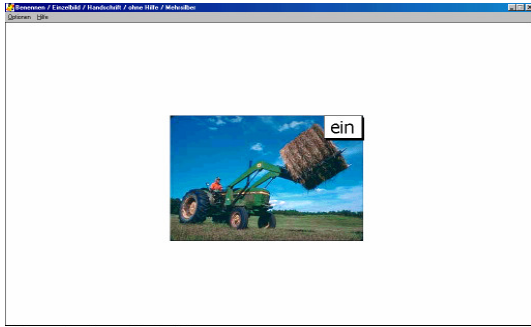 Benennen / Einzelbild / Handschrift / ohne Hilfe / Mehrsilber
Optionen Hilfe
ein